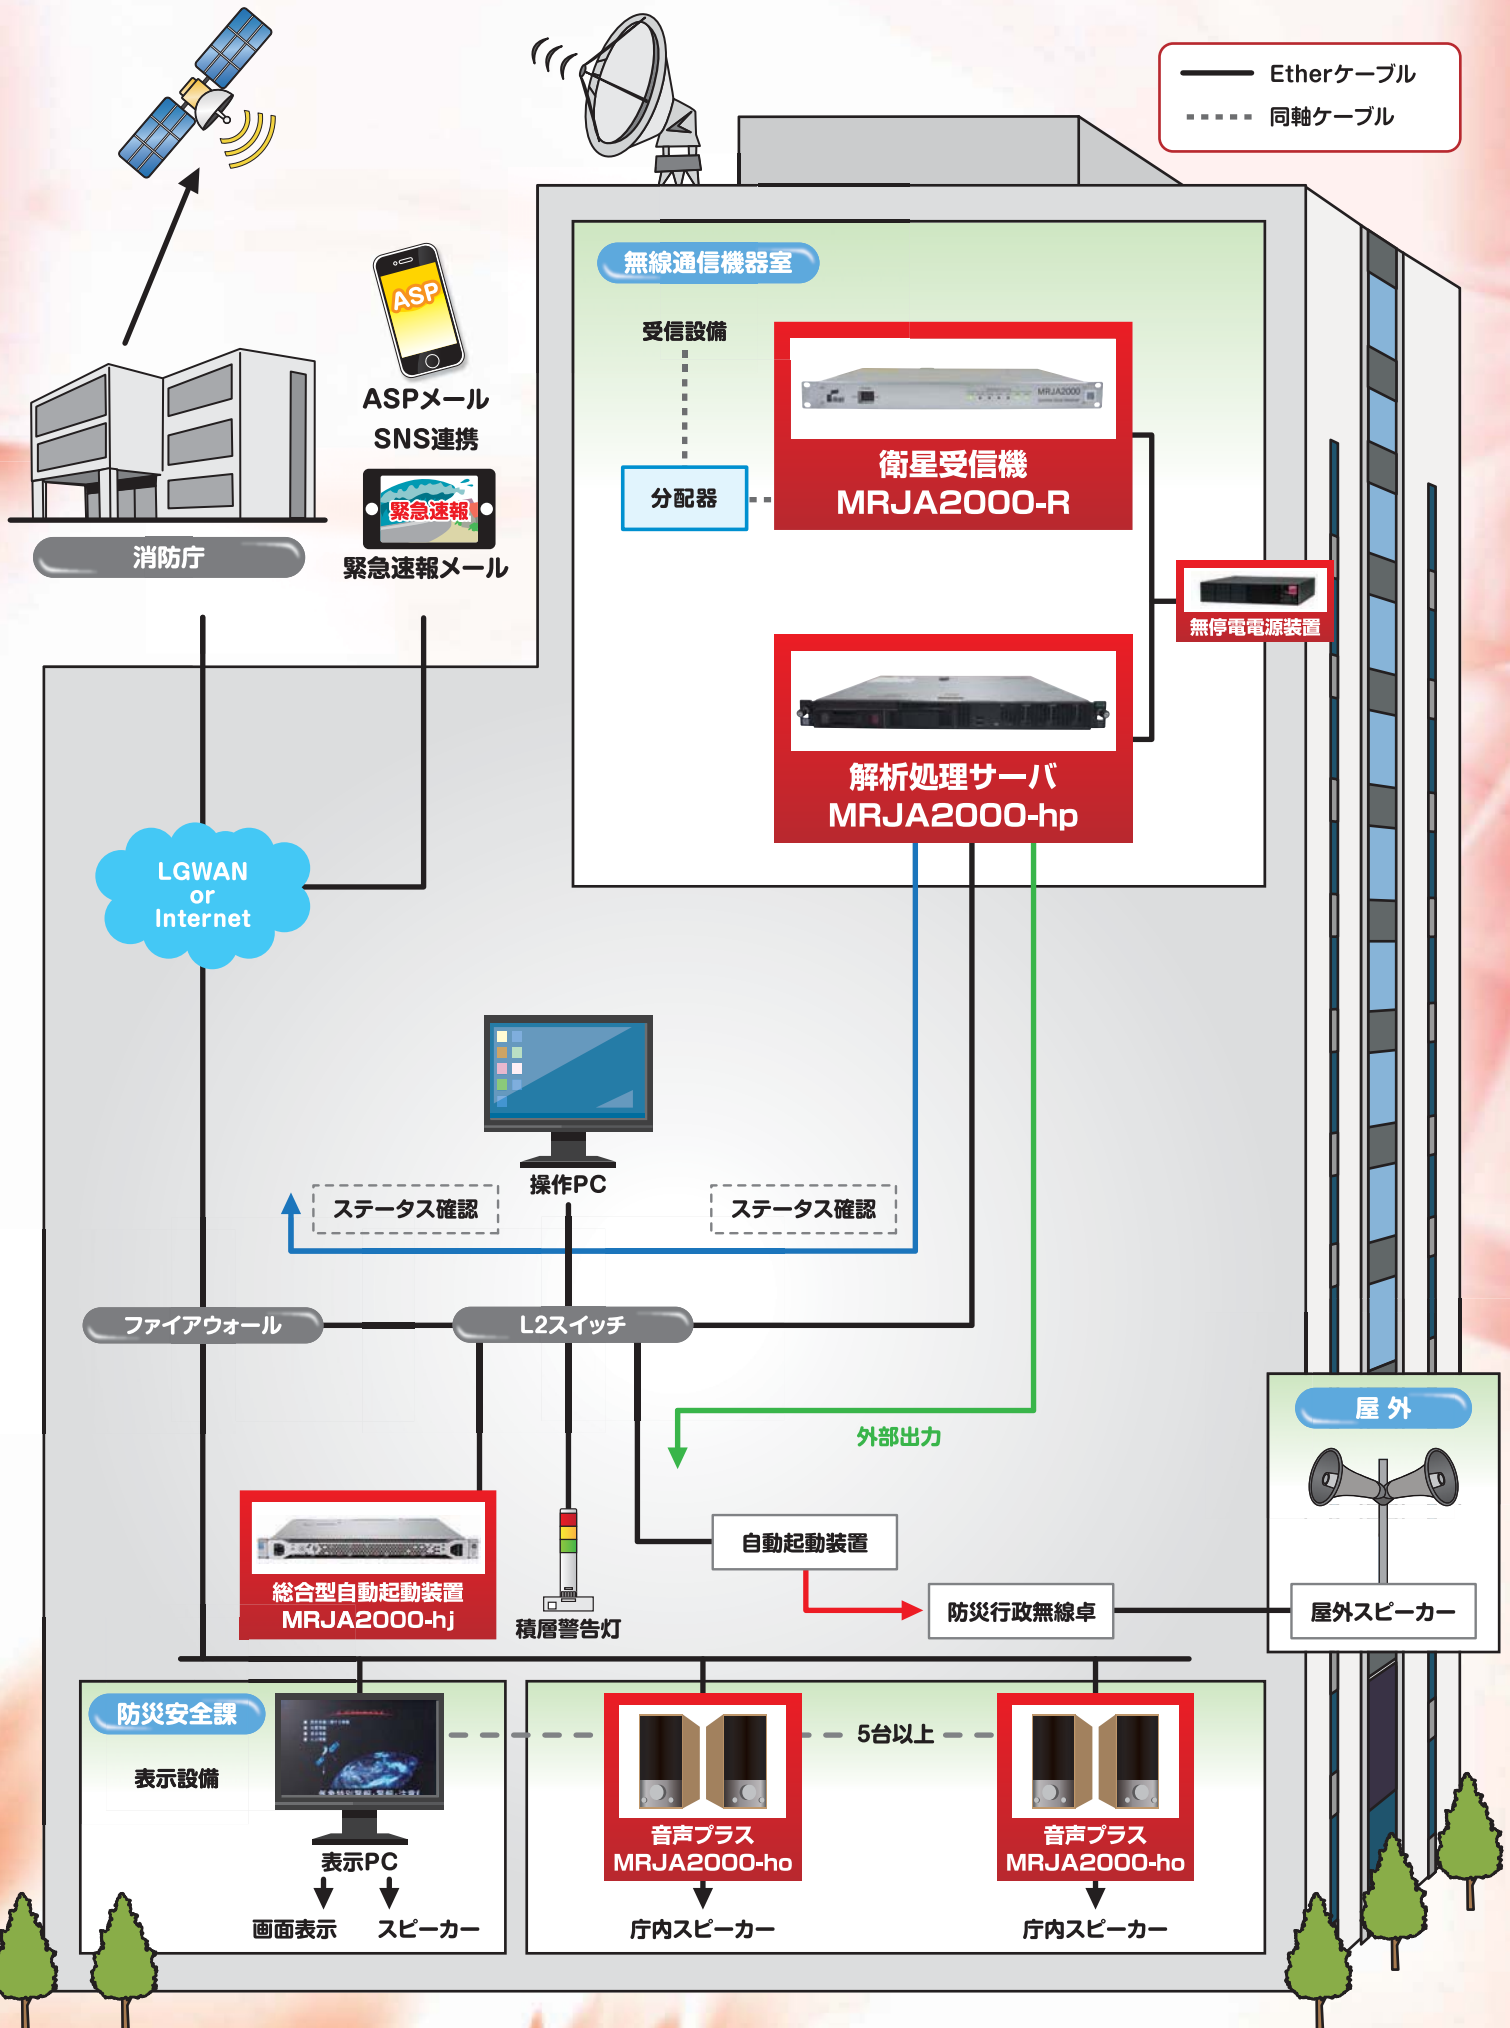 Etherケーブル
同軸ケーブル
無線通信機器室
受信設備
ASP
ASPメール
SNS連携
緊急速報
緊急速報メール
消防庁
MRJA2000
分配器
衛星受信機
MRJA2000-R
無停電電源装置
解析処理サーバ
MRJA2000-hp
LGWAN
or
Internet
操作PC
ステータス確認
ステータス確認
ファイアウォール
L2スイッチ
外部出力
屋 外
自動起動装置
防災行政無線卓
屋外スピーカー
総合型自動起動装置
MRJA2000-hj
積層警告灯
防災安全課
表示設備
表示PC
画面表示
スピーカー
5台以上
音声プラス
MRJA2000-ho
庁内スピーカー
音声プラス
MRJA2000-ho
庁内スピーカー